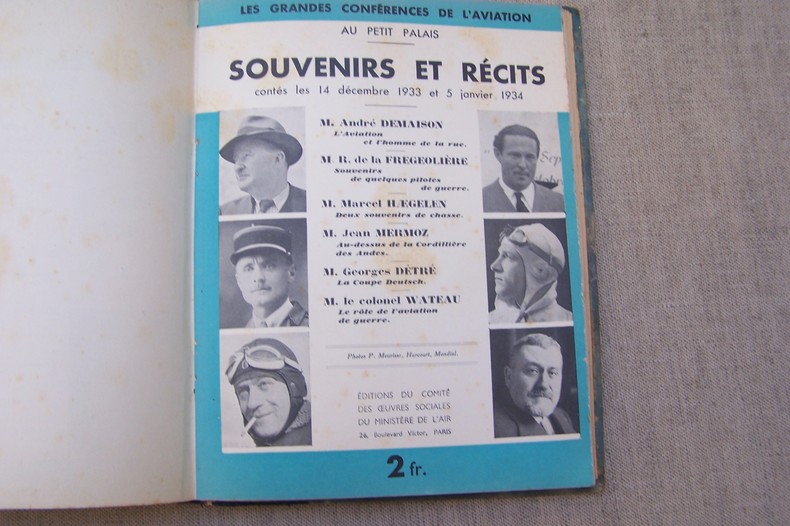 LES GRANDES CONFÉRENCES DE L'AVIATION
AU PETIT PALAIS
SOUVENIRS ET RÉCITS
contés les 14 décembre 1933 et 5 janvier 1934
M. André DEMAISON
L'Aviation
et l'homme de la rue.
M. R. de la FREGEOLIÈRE
Souvenirs
de quelques pilotes
de guerre.
M. Marcel HÆGELEN
Deux souvenirs de chasse.
M. Jean MERMOZ
Au-dessus de la Cordillière
des Andes.
M. Georges DÉTRÉ
La Coupe Deutsch.
M. le colonel WATEAU
Le rôle de l'aviation
de guerre.
Photos P. Meurisse, Harcourt, Mondial.
ÉDITIONS DU COMITÉ
DES ŒUVRES SOCIALES
DU MINISTÈRE DE L'AIR
26, Boulevard Victor, PARIS
2 fr.